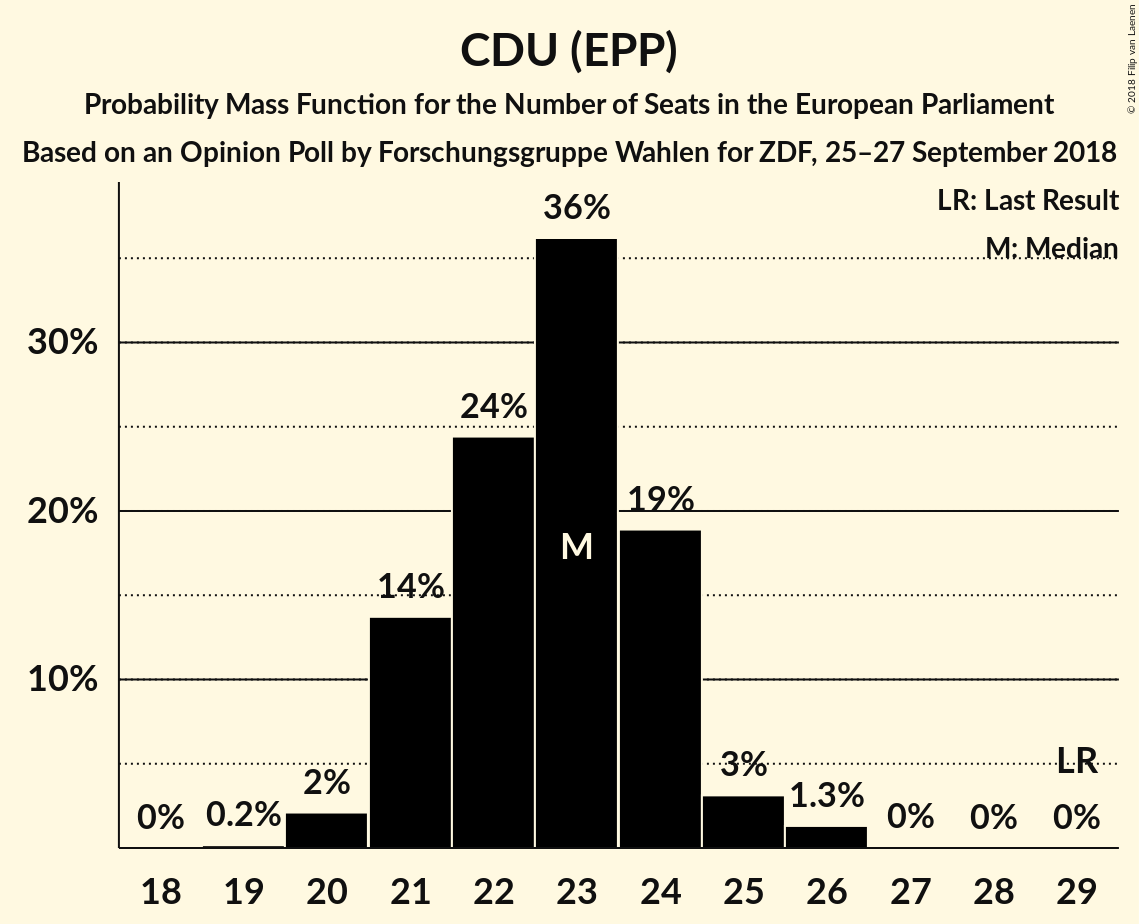 CDU (EPP)
Probability Mass Function for the Number of Seats in the European Parliament
Based on an Opinion Poll by Forschungsgruppe Wahlen for ZDF, 25–27 September 2018
© 2018 Filip van Laenen
LR: Last Result
M: Median
30%
20%
10%
0%
0.2%
2%
14%
24%
36%
M
19%
3%
1.3%
0%
0%
LR
0%
18 19 20 21 22 23 24 25 26 27 28 29